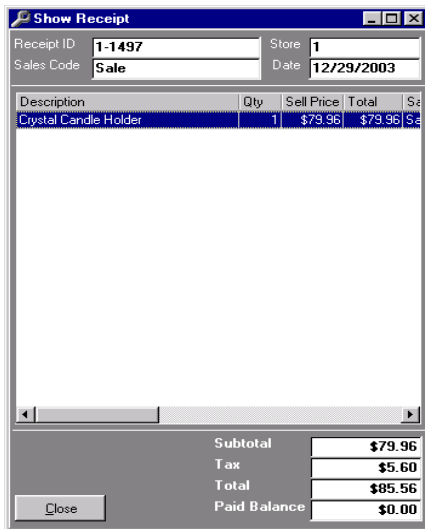 Show Receipt
Receipt ID 1-1497 Store 1
Sales Code Sale Date 12/29/2003
Description Qty Sell Price Total Sa
Crystal Candle Holder 1 $79.96 $79.96 Sa
Subtotal $79.96
Tax $5.60
Total $85.56
Close Paid Balance $0.00